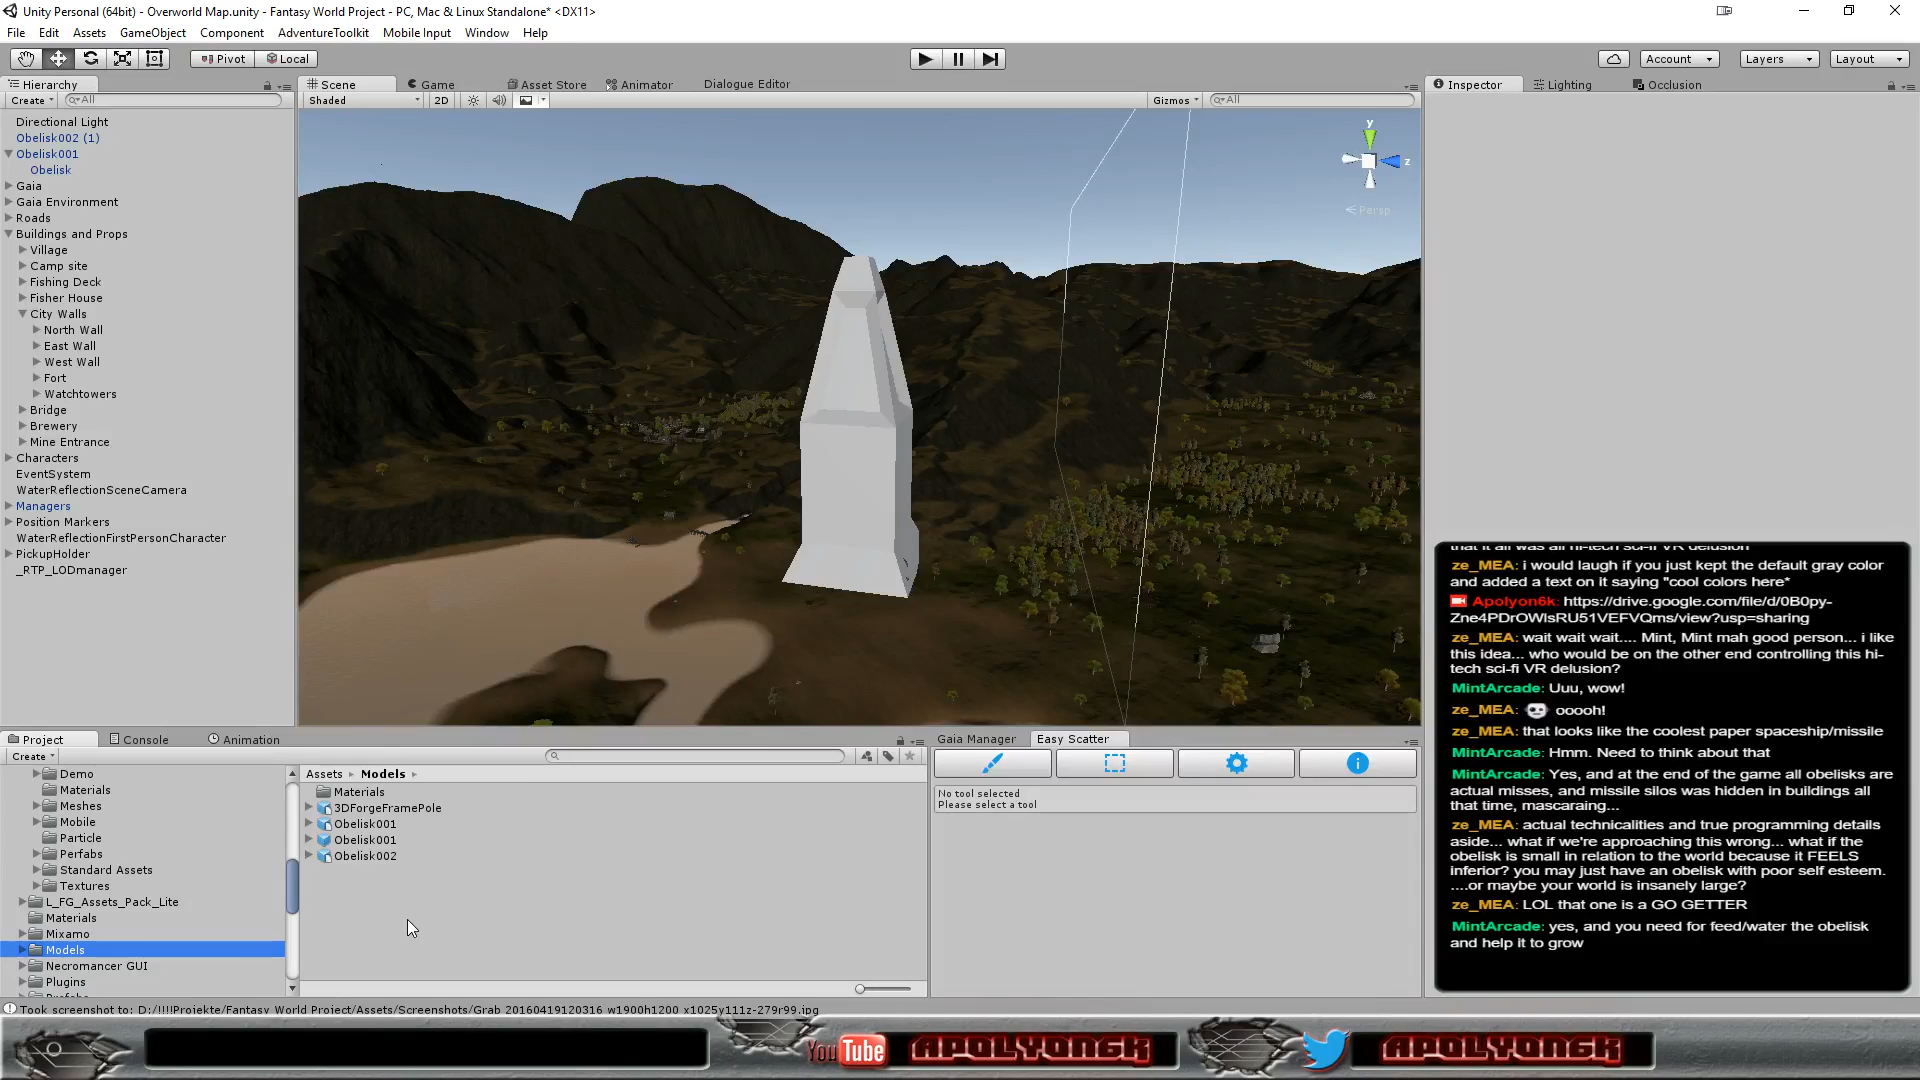 Unity Personal (64bit) - Overworld Map.unity - Fantasy World Project - PC, Mac & Linux Standalone* <DX11>
File Edit Assets GameObject Component AdventureToolkit Mobile Input Window Help
Pivot Local Account Layers Layout
Hierarchy
Create All
Directional Light
Obelisk002 (1)
Obelisk001
Obelisk
Gaia
Gaia Environment
Roads
Buildings and Props
Village
Camp site
Fishing Deck
Fisher House
City Walls
North Wall
East Wall
West Wall
Fort
Watchtowers
Bridge
Brewery
Mine Entrance
Characters
EventSystem
WaterReflectionSceneCamera
Managers
Position Markers
WaterReflectionFirstPersonCharacter
PickupHolder
_RTP_LODmanager
Scene Game Asset Store Animator Dialogue Editor
Shaded 2D Gizmos All
y
z
Persp
Inspector Lighting Occlusion
that it all was all hi-tech sci-fi VR delusion
ze_MEA: i would laugh if you just kept the default gray color
and added a text on it saying "cool colors here*
Apolyon6k: https://drive.google.com/file/d/0B0py-
Zne4PDrOWlsRU51VEFVQms/view?usp=sharing
ze_MEA: wait wait wait.... Mint, Mint mah good person... i like
this idea... who would be on the other end controlling this hi-
tech sci-fi VR delusion?
MintArcade: Uuu, wow!
ze_MEA: ooooh!
ze_MEA: that looks like the coolest paper spaceship/missile
MintArcade: Hmm. Need to think about that
MintArcade: Yes, and at the end of the game all obelisks are
actual misses, and missile silos was hidden in buildings all
that time, mascaraing...
ze_MEA: actual technicalities and true programming details
aside... what if we're approaching this wrong... what if the
obelisk is small in relation to the world because it FEELS
inferior? you may just have an obelisk with poor self esteem.
....or maybe your world is insanely large?
ze_MEA: LOL that one is a GO GETTER
MintArcade: yes, and you need for feed/water the obelisk
and help it to grow
Project Console Animation
Create
Demo
Materials
Meshes
Mobile
Particle
Perfabs
Standard Assets
Textures
L_FG_Assets_Pack_Lite
Materials
Mixamo
Models
Necromancer GUI
Plugins
Prefabs
Assets Models
Materials
3DForgeFramePole
Obelisk001
Obelisk001
Obelisk002
Gaia Manager Easy Scatter
No tool selected
Please select a tool
Took screenshot to: D:/!!!!Projekte/Fantasy World Project/Assets/Screenshots/Grab 20160419120316 w1900h1200 x1025y111z-279r99.jpg
YouTube APOLYON6K APOLYON6K